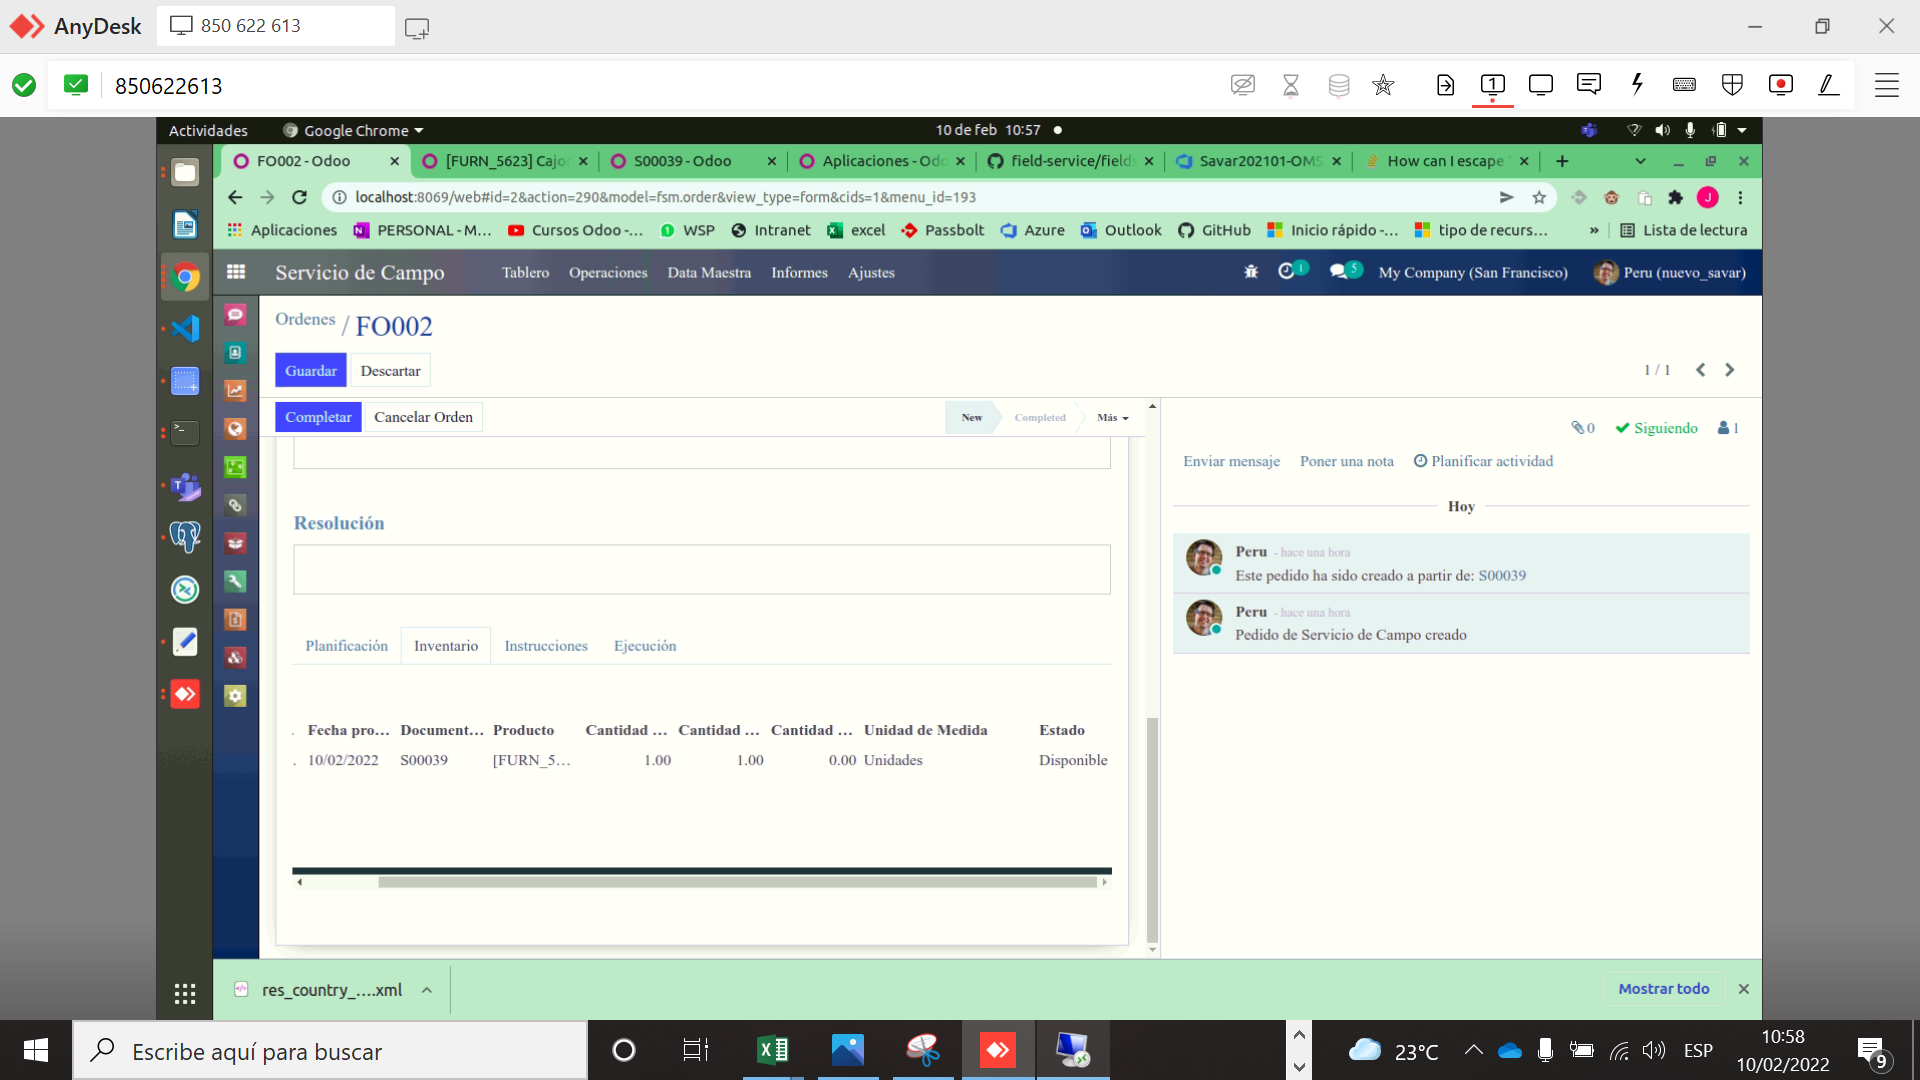 AnyDesk
850 622 613
850622613
Actividades
Google Chrome
10 de feb 10:57
FO002 - Odoo
[FURN_5623] Cajo
S00039 - Odoo
Aplicaciones - Odo
field-service/fields
Savar202101-OMS
How can I escape
localhost:8069/web#id=2&action=290&model=fsm.order&view_type=form&cids=1&menu_id=193
J
Aplicaciones
PERSONAL - M...
Cursos Odoo -...
WSP
Intranet
excel
Passbolt
Azure
Outlook
GitHub
Inicio rápido -...
tipo de recurs...
»
Lista de lectura
Servicio de Campo
Tablero
Operaciones
Data Maestra
Informes
Ajustes
1
5
My Company (San Francisco)
Peru (nuevo_savar)
Ordenes / FO002
Guardar
Descartar
1 / 1
Completar
Cancelar Orden
New
Completed
Más
0
Siguiendo
1
Enviar mensaje
Poner una nota
Planificar actividad
Hoy
Resolución
Peru - hace una hora
Este pedido ha sido creado a partir de: S00039
Peru - hace una hora
Pedido de Servicio de Campo creado
Planificación
Inventario
Instrucciones
Ejecución
. Fecha pro... Document... Producto Cantidad ... Cantidad ... Cantidad ... Unidad de Medida Estado
. 10/02/2022 S00039 [FURN_5... 1.00 1.00 0.00 Unidades Disponible
res_country_....xml
Mostrar todo
Escribe aquí para buscar
23°C
ESP
10:58
10/02/2022
9